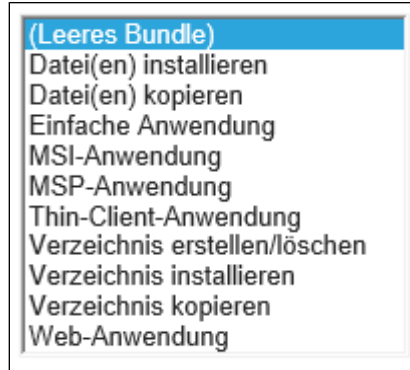 (Leeres Bundle)
Datei(en) installieren
Datei(en) kopieren
Einfache Anwendung
MSI-Anwendung
MSP-Anwendung
Thin-Client-Anwendung
Verzeichnis erstellen/löschen
Verzeichnis installieren
Verzeichnis kopieren
Web-Anwendung